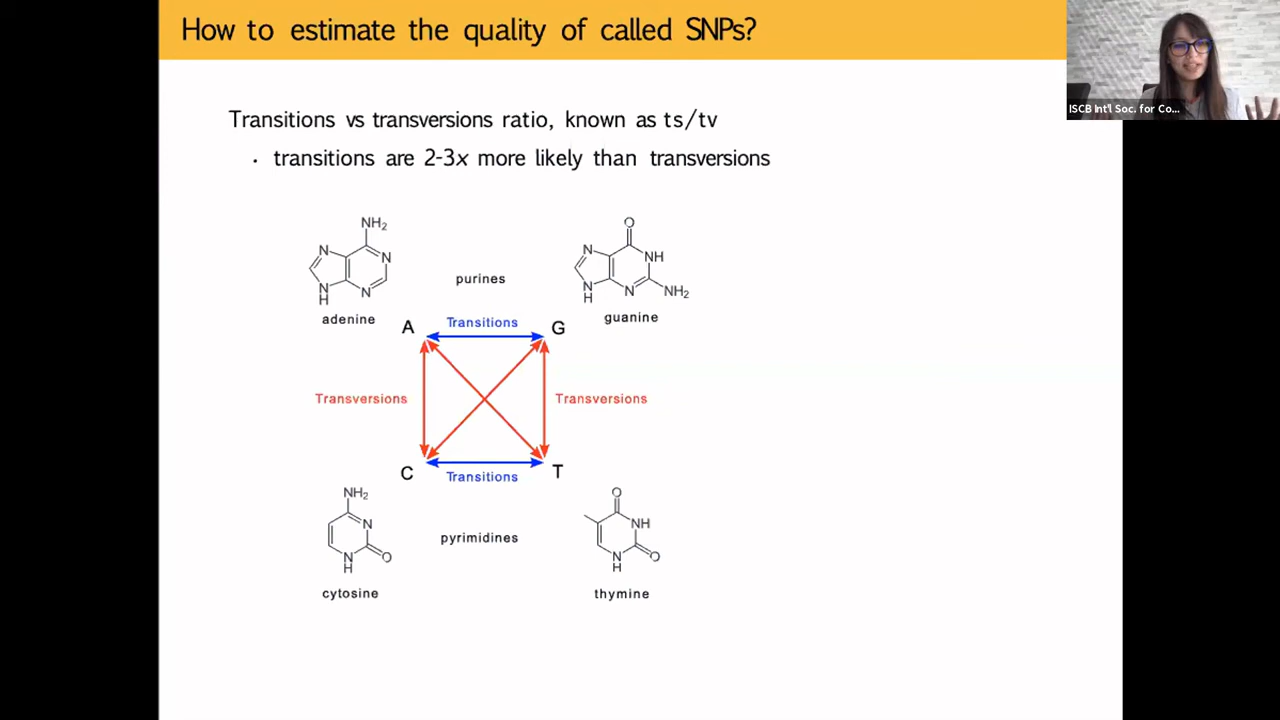 How to estimate the quality of called SNPs?
ISCB Int'l Soc. for Co...
Transitions vs transversions ratio, known as ts/tv
· transitions are 2-3x more likely than transversions
NH2
N
N
N
H
N
adenine
purines
O
N
NH
N
H
N
NH2
guanine
A
Transitions
G
Transversions
Transversions
C
Transitions
T
NH2
N
N
H
O
cytosine
pyrimidines
O
NH
N
H
O
thymine